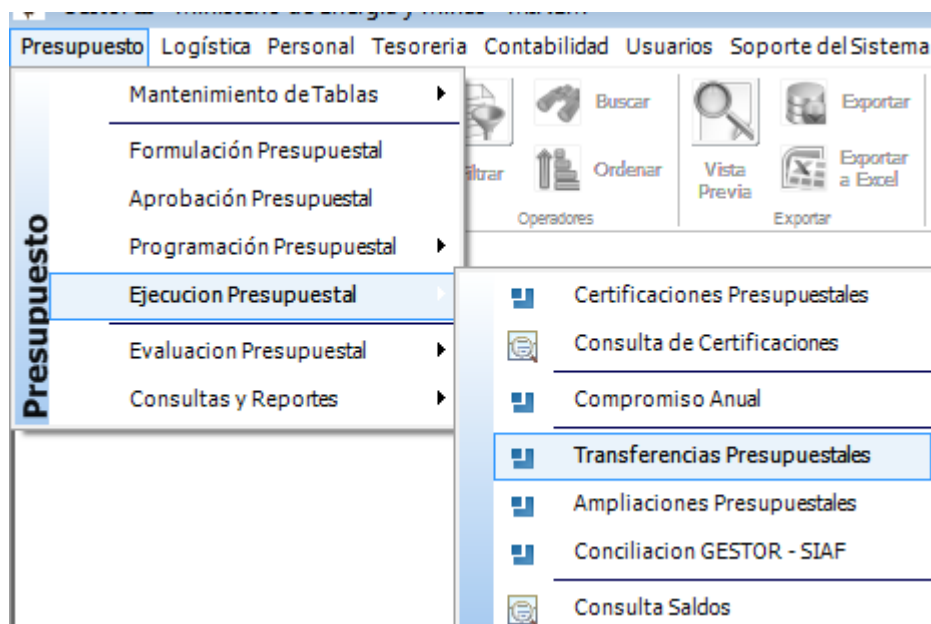 Presupuesto Logística Personal Tesoreria Contabilidad Usuarios Soporte del Sistema
Mantenimiento de Tablas
Formulación Presupuestal
Aprobación Presupuestal
Programación Presupuestal
Ejecucion Presupuestal
Evaluacion Presupuestal
Consultas y Reportes
Presupuesto
Buscar
Ordenar
Operadores
Vista
Previa
Exportar
Exportar
a Excel
Exportar
Certificaciones Presupuestales
Consulta de Certificaciones
Compromiso Anual
Transferencias Presupuestales
Ampliaciones Presupuestales
Conciliacion GESTOR - SIAF
Consulta Saldos